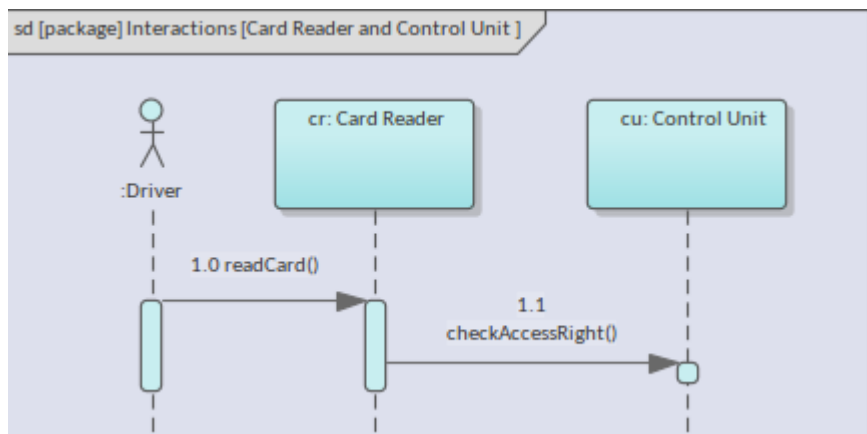 sd [package] Interactions [Card Reader and Control Unit ]
cr: Card Reader
cu: Control Unit
:Driver
1.0 readCard()
1.1
checkAccessRight()